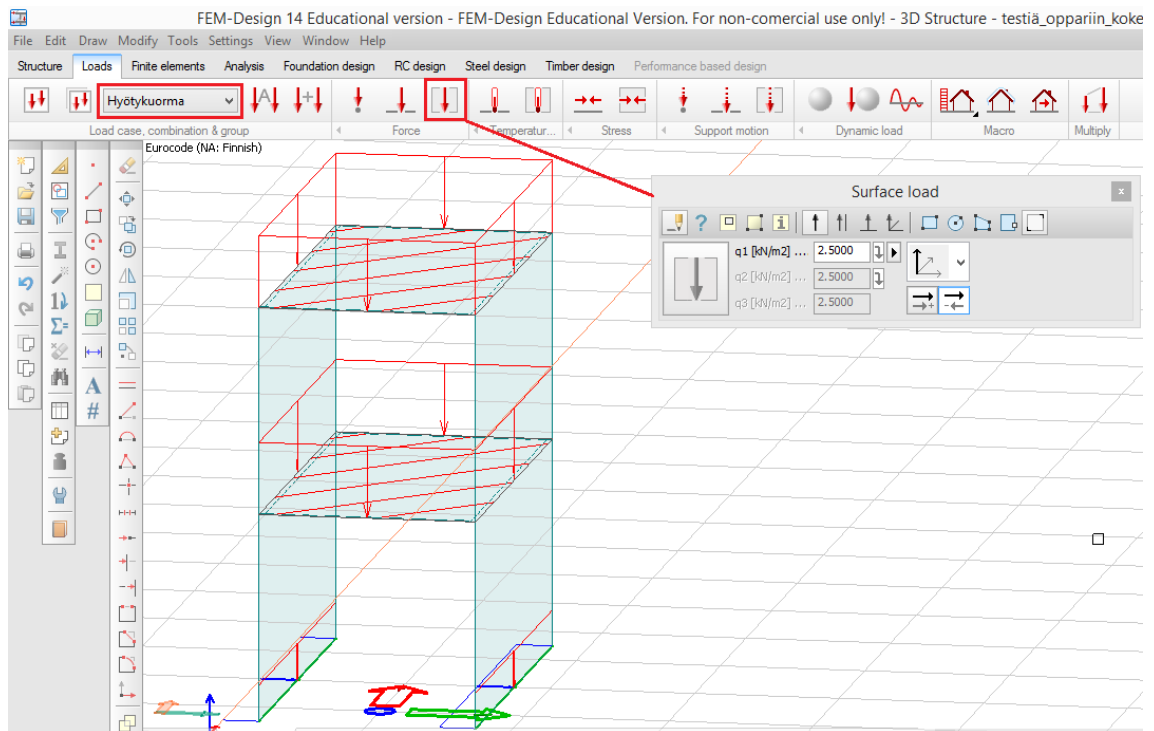 FEM-Design 14 Educational version - FEM-Design Educational Version. For non-comercial use only! - 3D Structure - testiä_oppariin_koke
File Edit Draw Modify Tools Settings View Window Help
Structure Loads Finite elements Analysis Foundation design RC design Steel design Timber design Performance based design
Hyötykuorma
Load case, combination & group Force Temperatur... Stress Support motion Dynamic load Macro Multiply
Eurocode (NA: Finnish)
Surface load
q1 [kN/m2] ... 2.5000
q2 [kN/m2] ... 2.5000
q3 [kN/m2] ... 2.5000
A
#